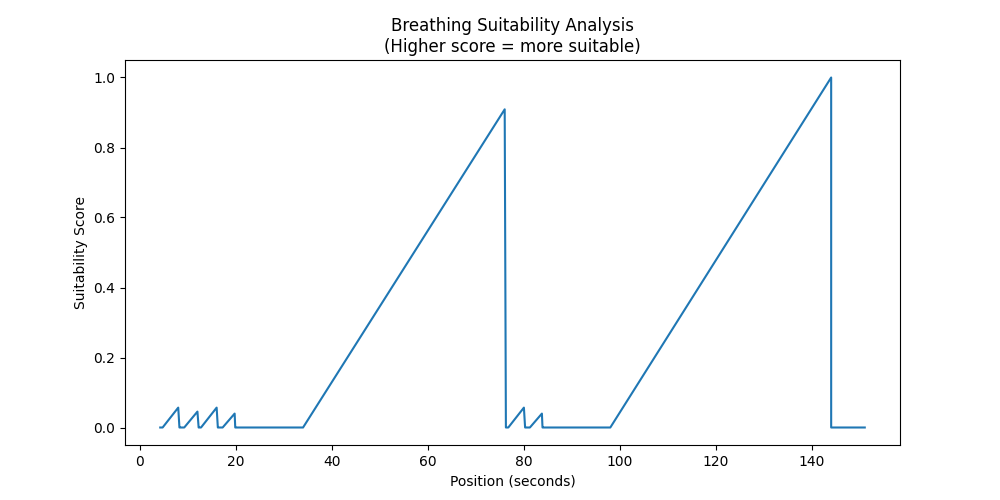 Breathing Suitability Analysis
(Higher score = more suitable)
Suitability Score
1.0
0.8
0.6
0.4
0.2
0.0
0 20 40 60 80 100 120 140
Position (seconds)